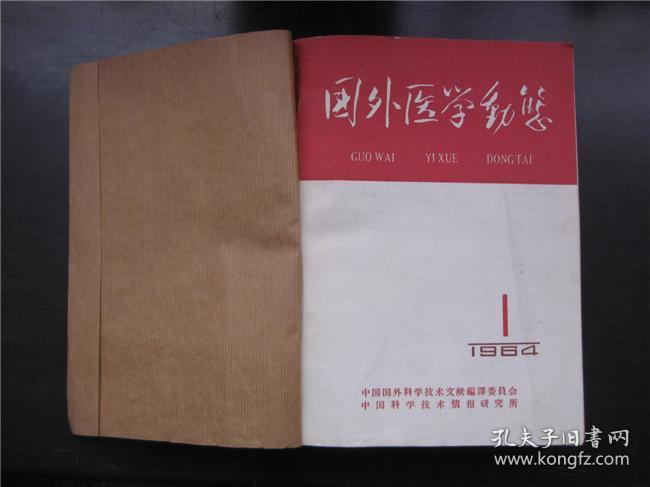 国外医学動態
GUO WAI YI XUE DONG TAI
1
1964
中国国外科学技术文献編譯委員会
中国科学技术情报研究所
孔夫子旧书网
www.kongfz.com